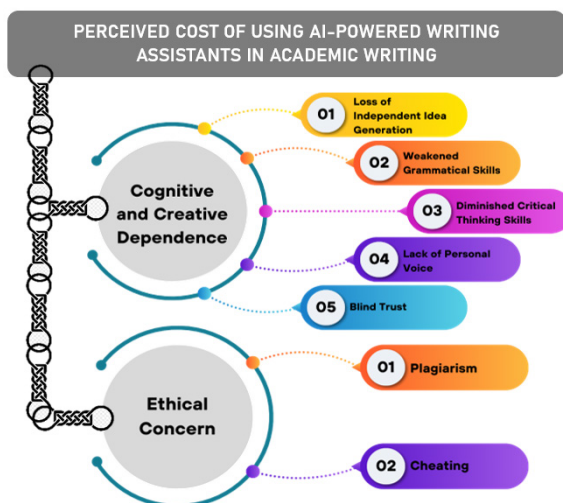 PERCEIVED COST OF USING AI-POWERED WRITING
ASSISTANTS IN ACADEMIC WRITING
Cognitive
and Creative
Dependence
01
Loss of
Independent Idea
Generation
02
Weakened
Grammatical Skills
03
Diminished Critical
Thinking Skills
04
Lack of Personal
Voice
05
Blind Trust
Ethical
Concern
01
Plagiarism
02
Cheating